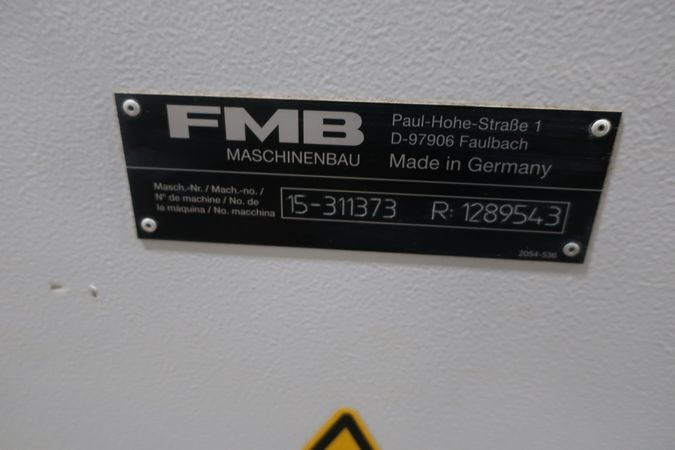 FMB
MASCHINENBAU
Paul-Hohe-Straße 1
D-97906 Faulbach
Made in Germany
Masch.-Nr. / Mach.-no. /
N° de machine / No. de
la màquina / No. macchina
15-311373 R: 1289543
2054-536